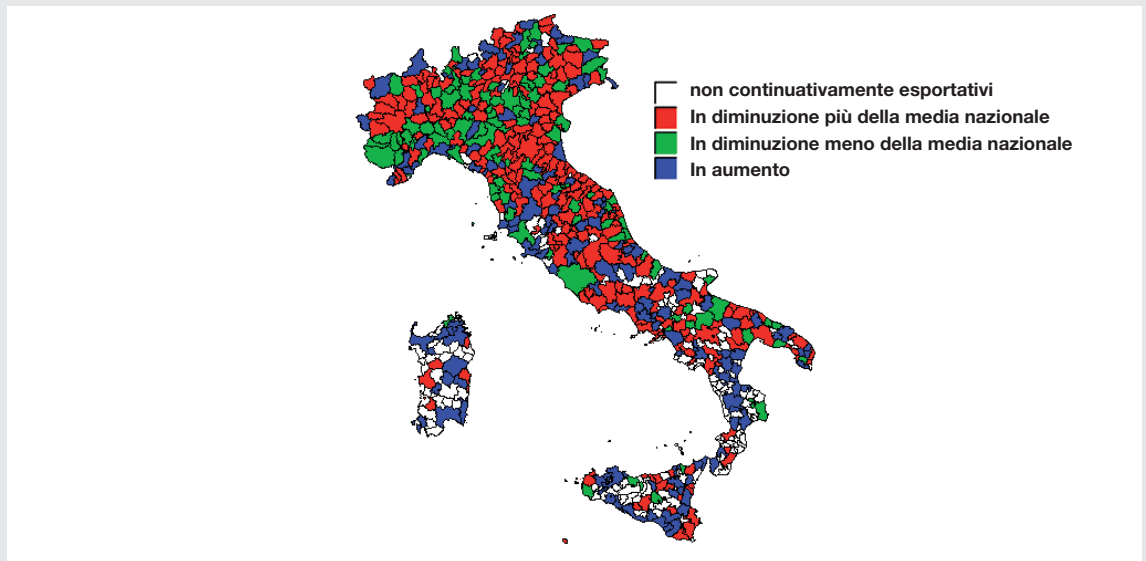 non continuativamente esportativi
In diminuzione più della media nazionale
In diminuzione meno della media nazionale
In aumento